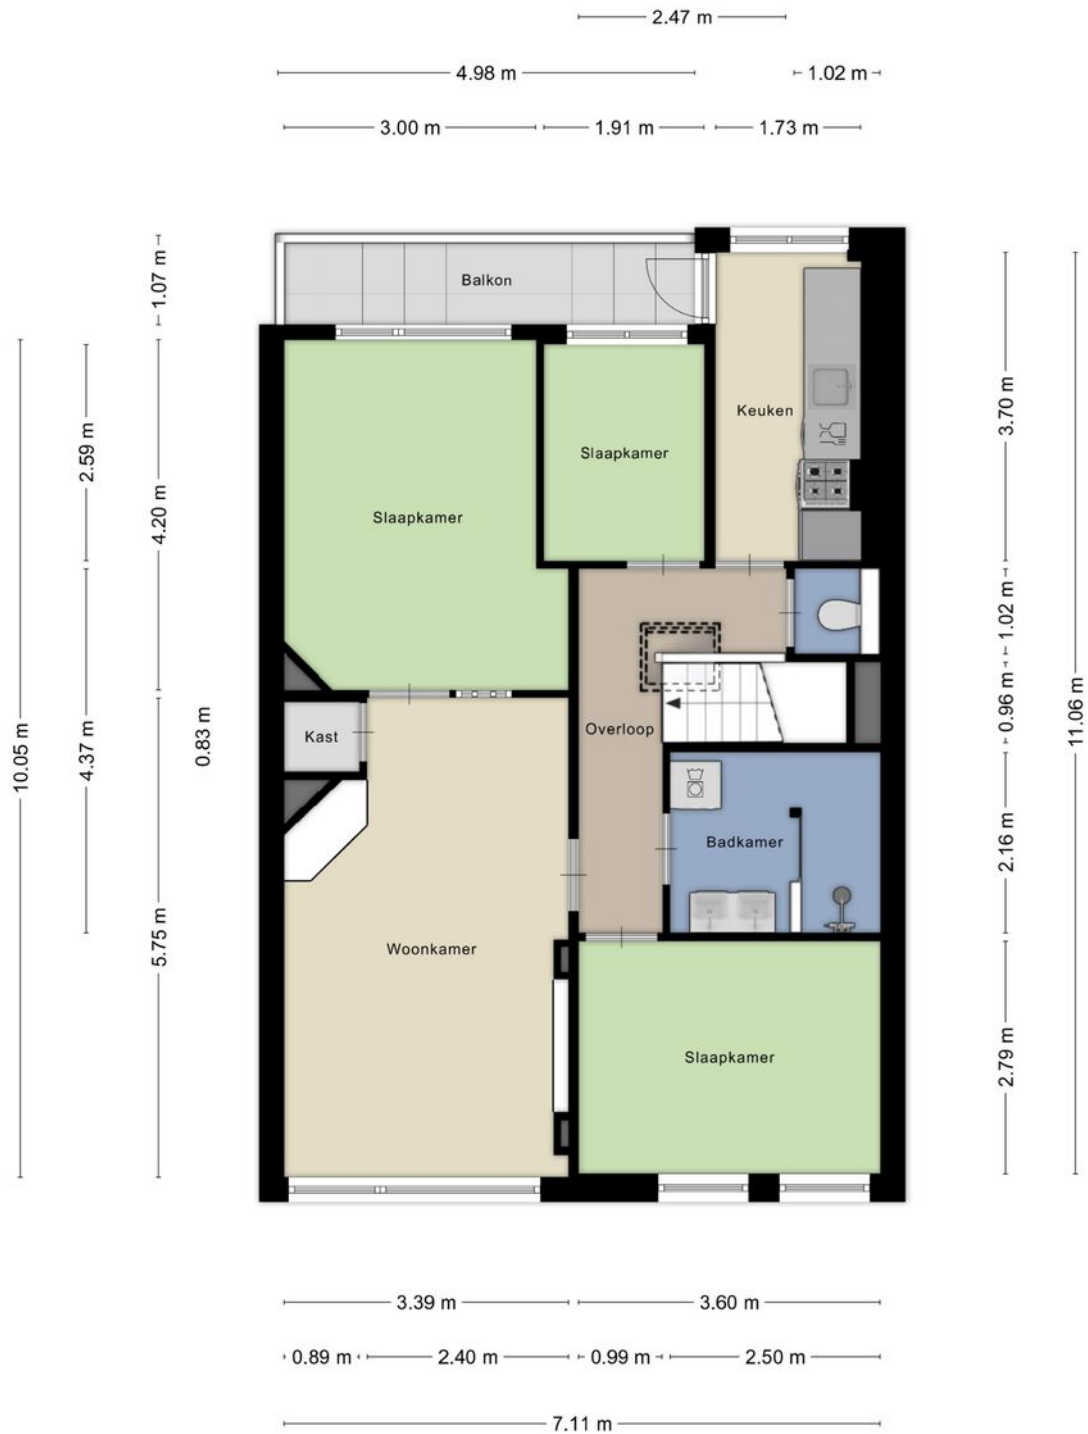 2.47 m
4.98 m
1.02 m
3.00 m
1.91 m
1.73 m
1.07 m
Balkon
2.59 m
4.20 m
3.70 m
Keuken
Slaapkamer
Slaapkamer
1.02 m
0.96 m
10.05 m
4.37 m
0.83 m
Kast
Overloop
11.06 m
Badkamer
2.16 m
5.75 m
Woonkamer
Slaapkamer
2.79 m
3.39 m
3.60 m
0.89 m
2.40 m
0.99 m
2.50 m
7.11 m